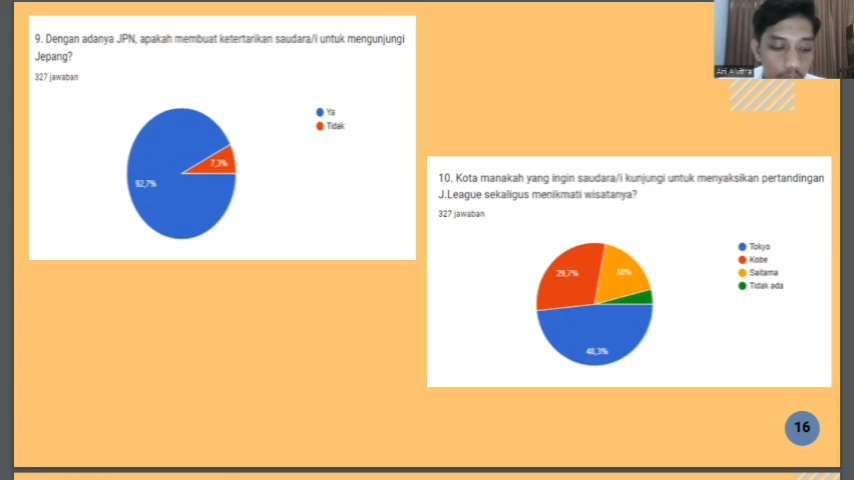 9. Dengan adanya JPN, apakah membuat ketertarikan saudara/i untuk mengunjungi
Jepang?
327 jawaban
Ya
Tidak
7,3%
92,7%
Ari Alvitra
10. Kota manakah yang ingin saudara/i kunjungi untuk menyaksikan pertandingan
J.League sekaligus menikmati wisatanya?
327 jawaban
Tokyo
Kobe
Saitama
Tidak ada
29,7%
18%
48,3%
16